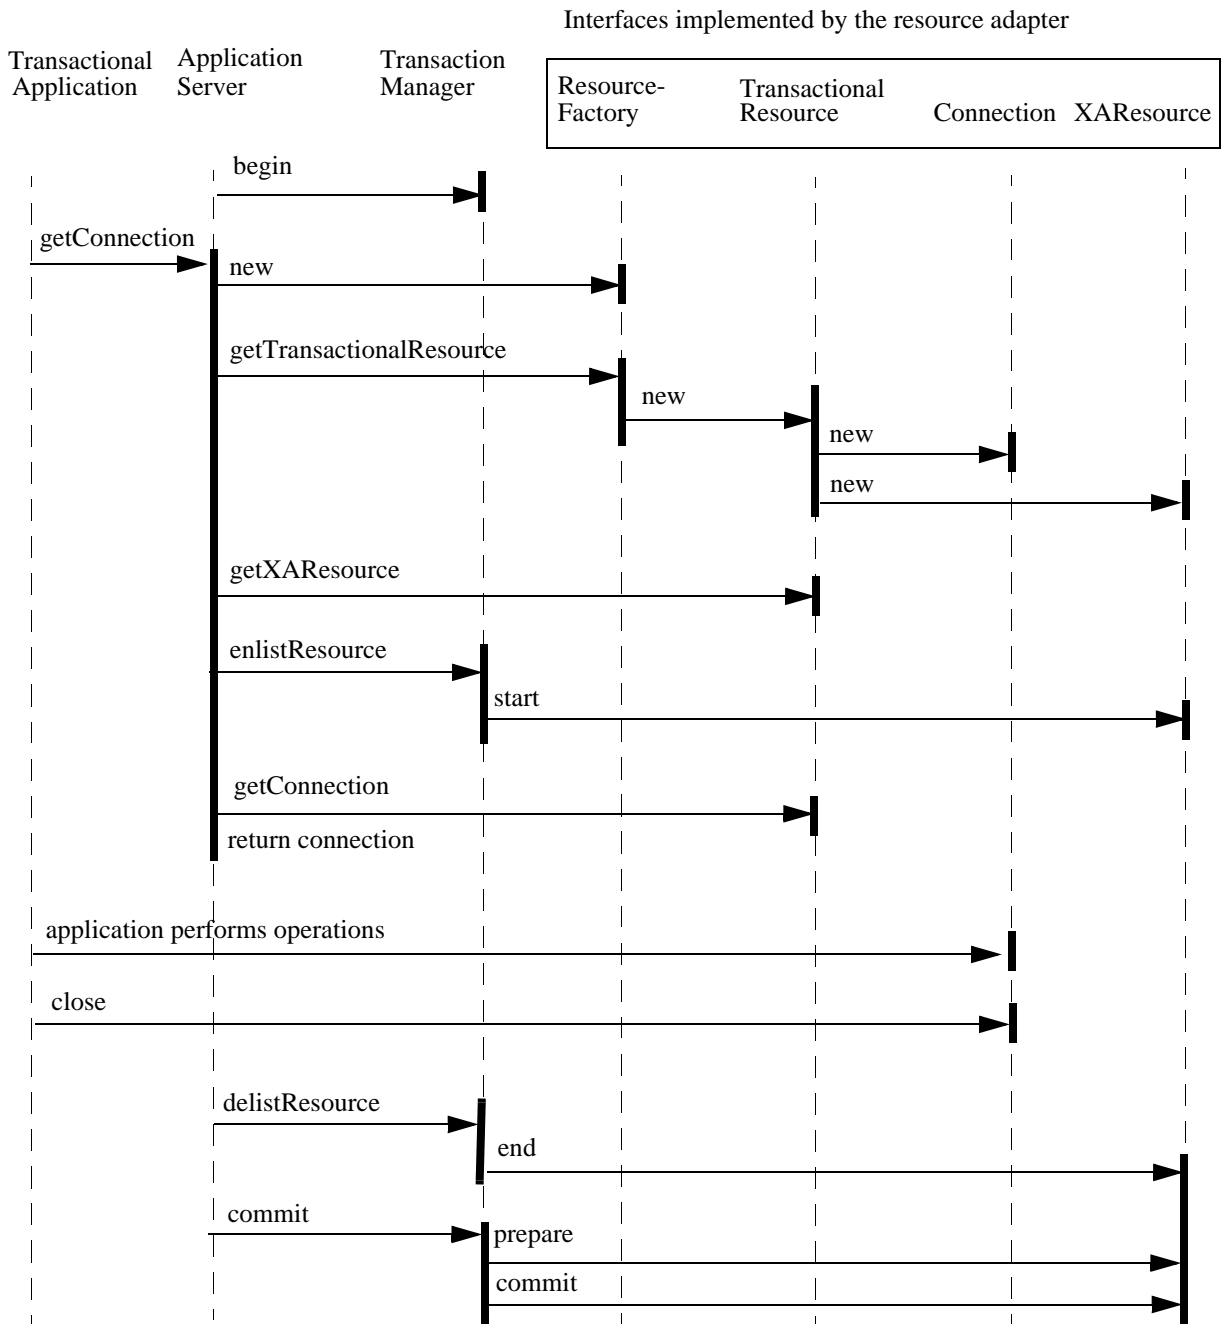 Interfaces implemented by the resource adapter
Transactional
Application
Application
Server
Transaction
Manager
Resource-
Factory
Transactional
Resource
Connection
XAResource
begin
getConnection
new
getTransactionalResource
new
new
new
getXAResource
enlistResource
start
getConnection
return connection
application performs operations
close
delistResource
end
commit
prepare
commit